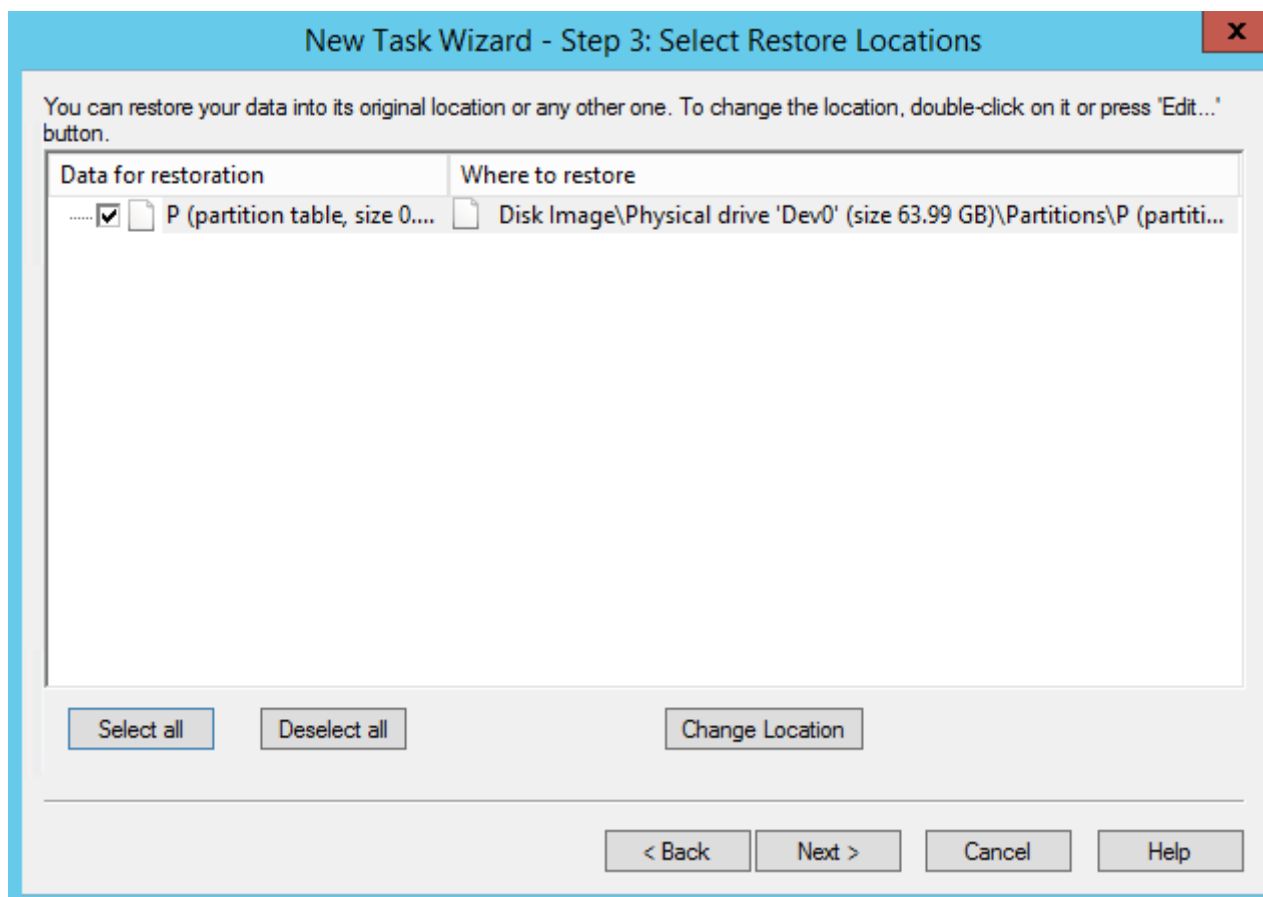 New Task Wizard - Step 3: Select Restore Locations
x
You can restore your data into its original location or any other one. To change the location, double-click on it or press 'Edit...'
button.
Data for restoration Where to restore
P (partition table, size 0.... Disk Image\Physical drive 'Dev0' (size 63.99 GB)\Partitions\P (partiti...
Select all Deselect all Change Location
< Back Next > Cancel Help